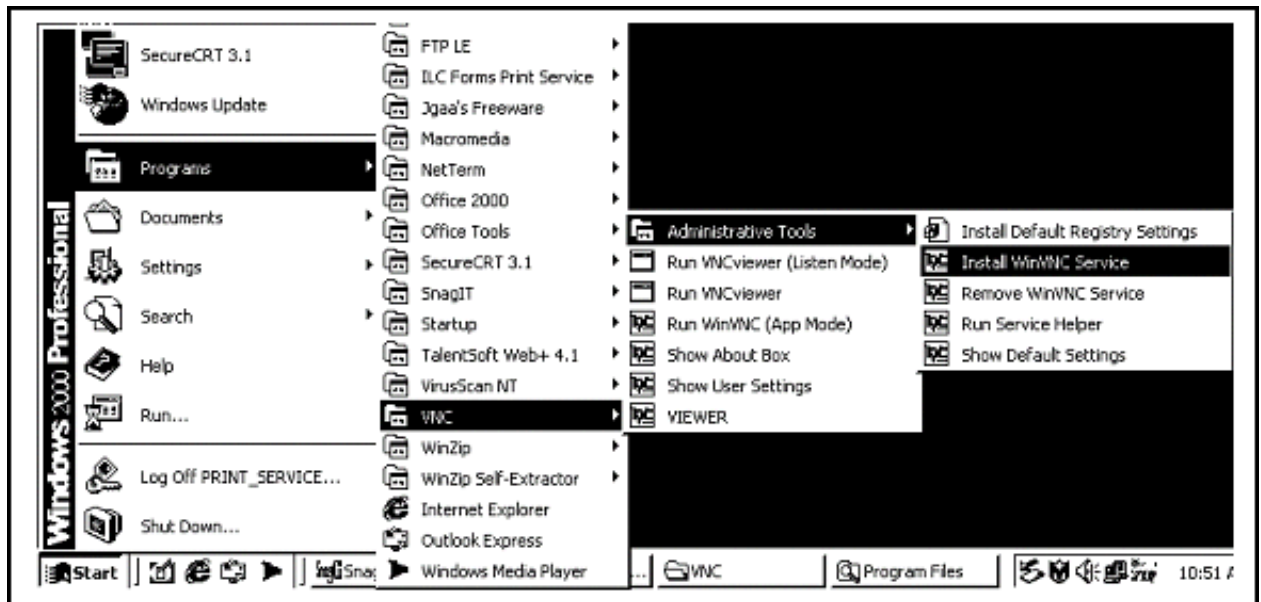 Windows 2000 Professional
SecureCRT 3.1
Windows Update
Programs
Documents
Settings
Search
Help
Run...
Log Off PRINT_SERVICE...
Shut Down...
FTP LE
ILC Forms Print Service
Jgaa's Freeware
Macromedia
NetTerm
Office 2000
Office Tools
SecureCRT 3.1
SnagIT
Startup
TalentSoft Web+ 4.1
VirusScan NT
VNC
WinZip
WinZip Self-Extractor
Internet Explorer
Outlook Express
Windows Media Player
Administrative Tools
Run VNCviewer (Listen Mode)
Run VNCviewer
Run WinVNC (App Mode)
Show About Box
Show User Settings
VIEWER
Install Default Registry Settings
Install WinVNC Service
Remove WinVNC Service
Run Service Helper
Show Default Settings
Start
Snag
...
VNC
Program Files
10:51 A